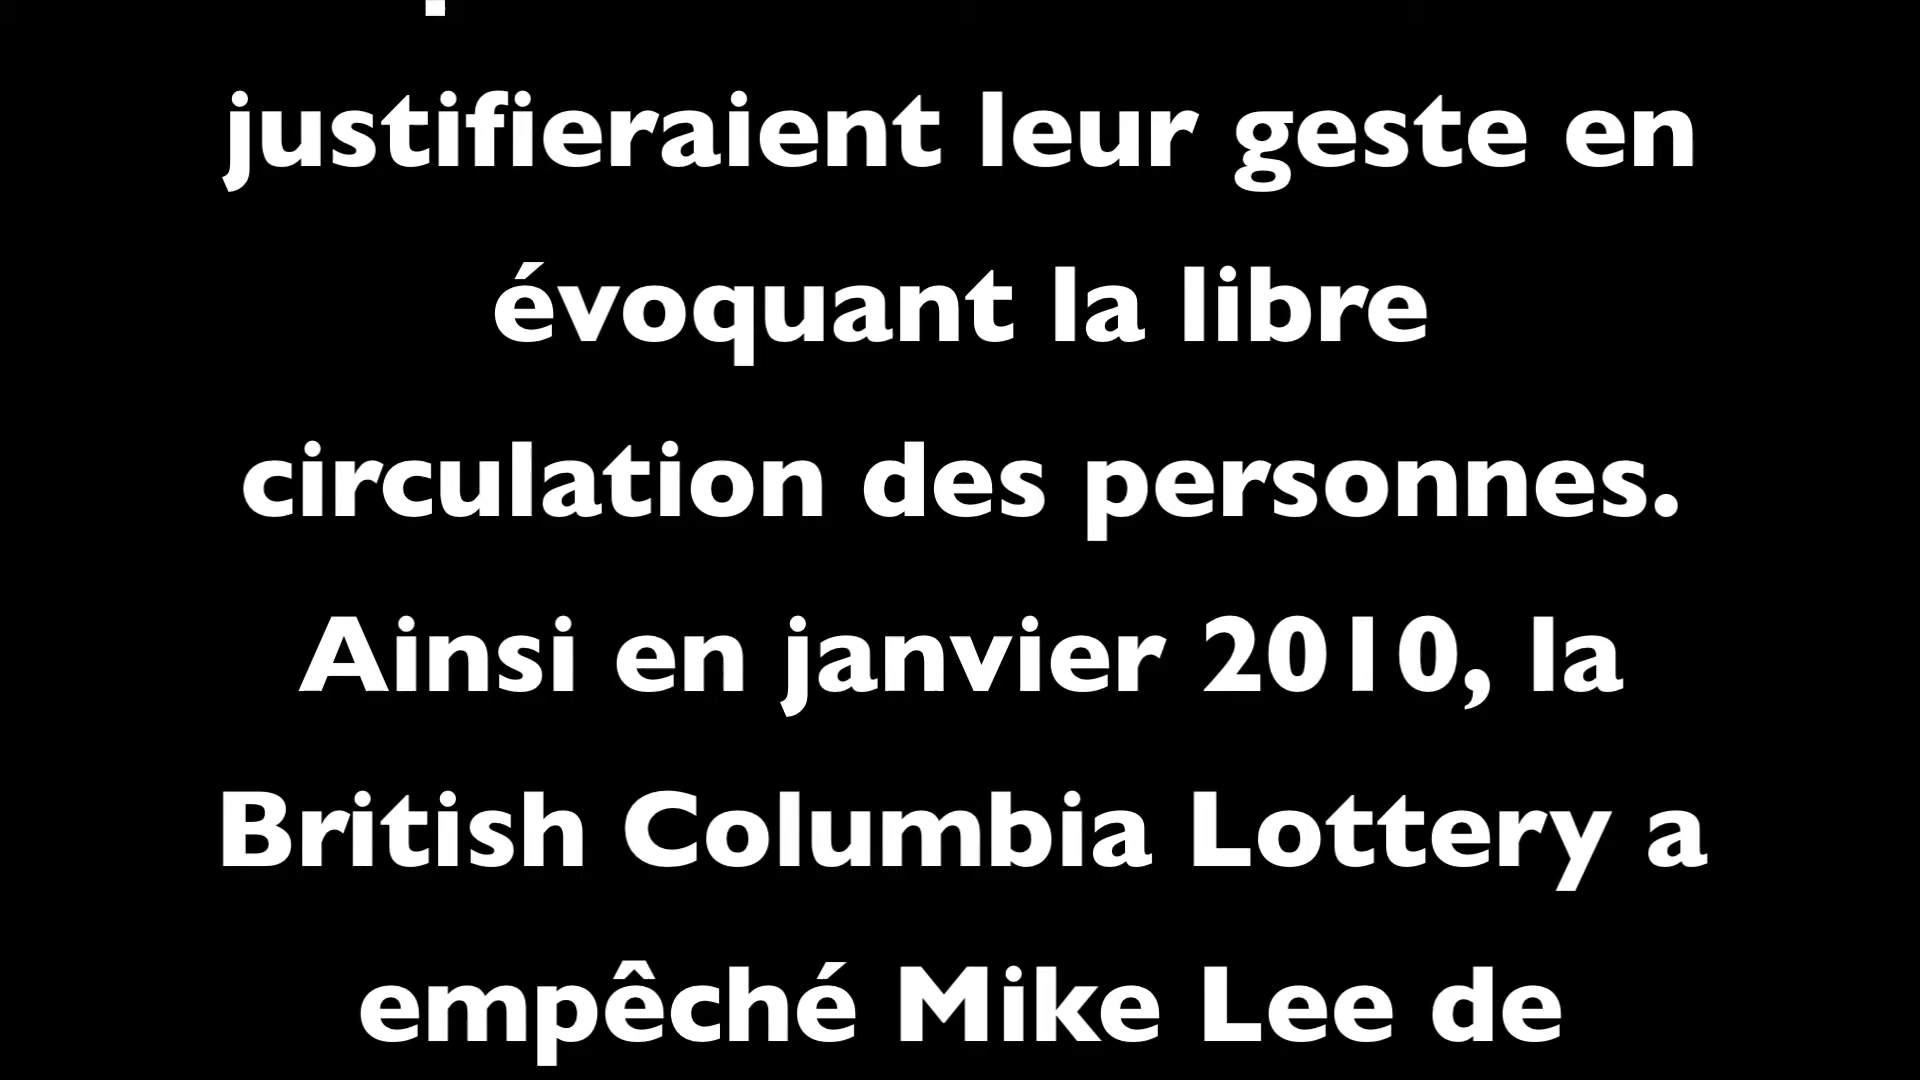 justifieraient leur geste en
évoquant la libre
circulation des personnes.
Ainsi en janvier 2010, la
British Columbia Lottery a
empêché Mike Lee de